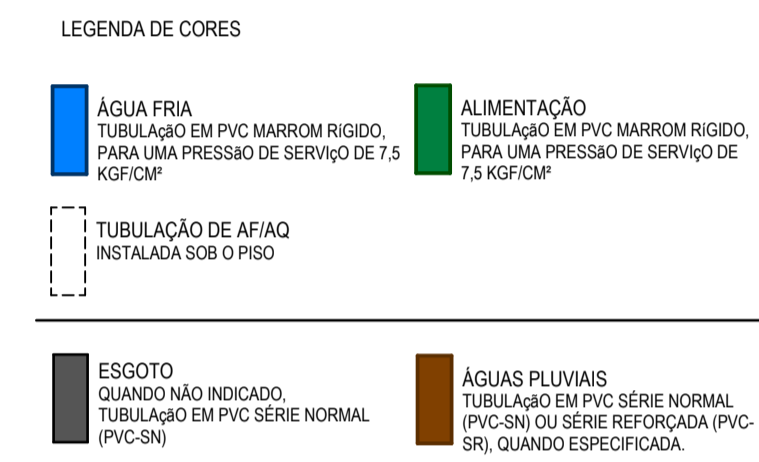 LEGENDA DE CORES
ÁGUA FRIA
TUBULAçãO EM PVC MARROM RíGIDO,
PARA UMA PRESSãO DE SERVIçO DE 7,5
KGF/CM²
ALIMENTAÇÃO
TUBULAçãO EM PVC MARROM RíGIDO,
PARA UMA PRESSãO DE SERVIçO DE
7,5 KGF/CM²
TUBULAÇÃO DE AF/AQ
INSTALADA SOB O PISO
ESGOTO
QUANDO NÃO INDICADO,
TUBULAçãO EM PVC SÉRIE NORMAL
(PVC-SN)
ÁGUAS PLUVIAIS
TUBULAçãO EM PVC SÉRIE NORMAL
(PVC-SN) OU SÉRIE REFORÇADA (PVC-
SR), QUANDO ESPECIFICADA.